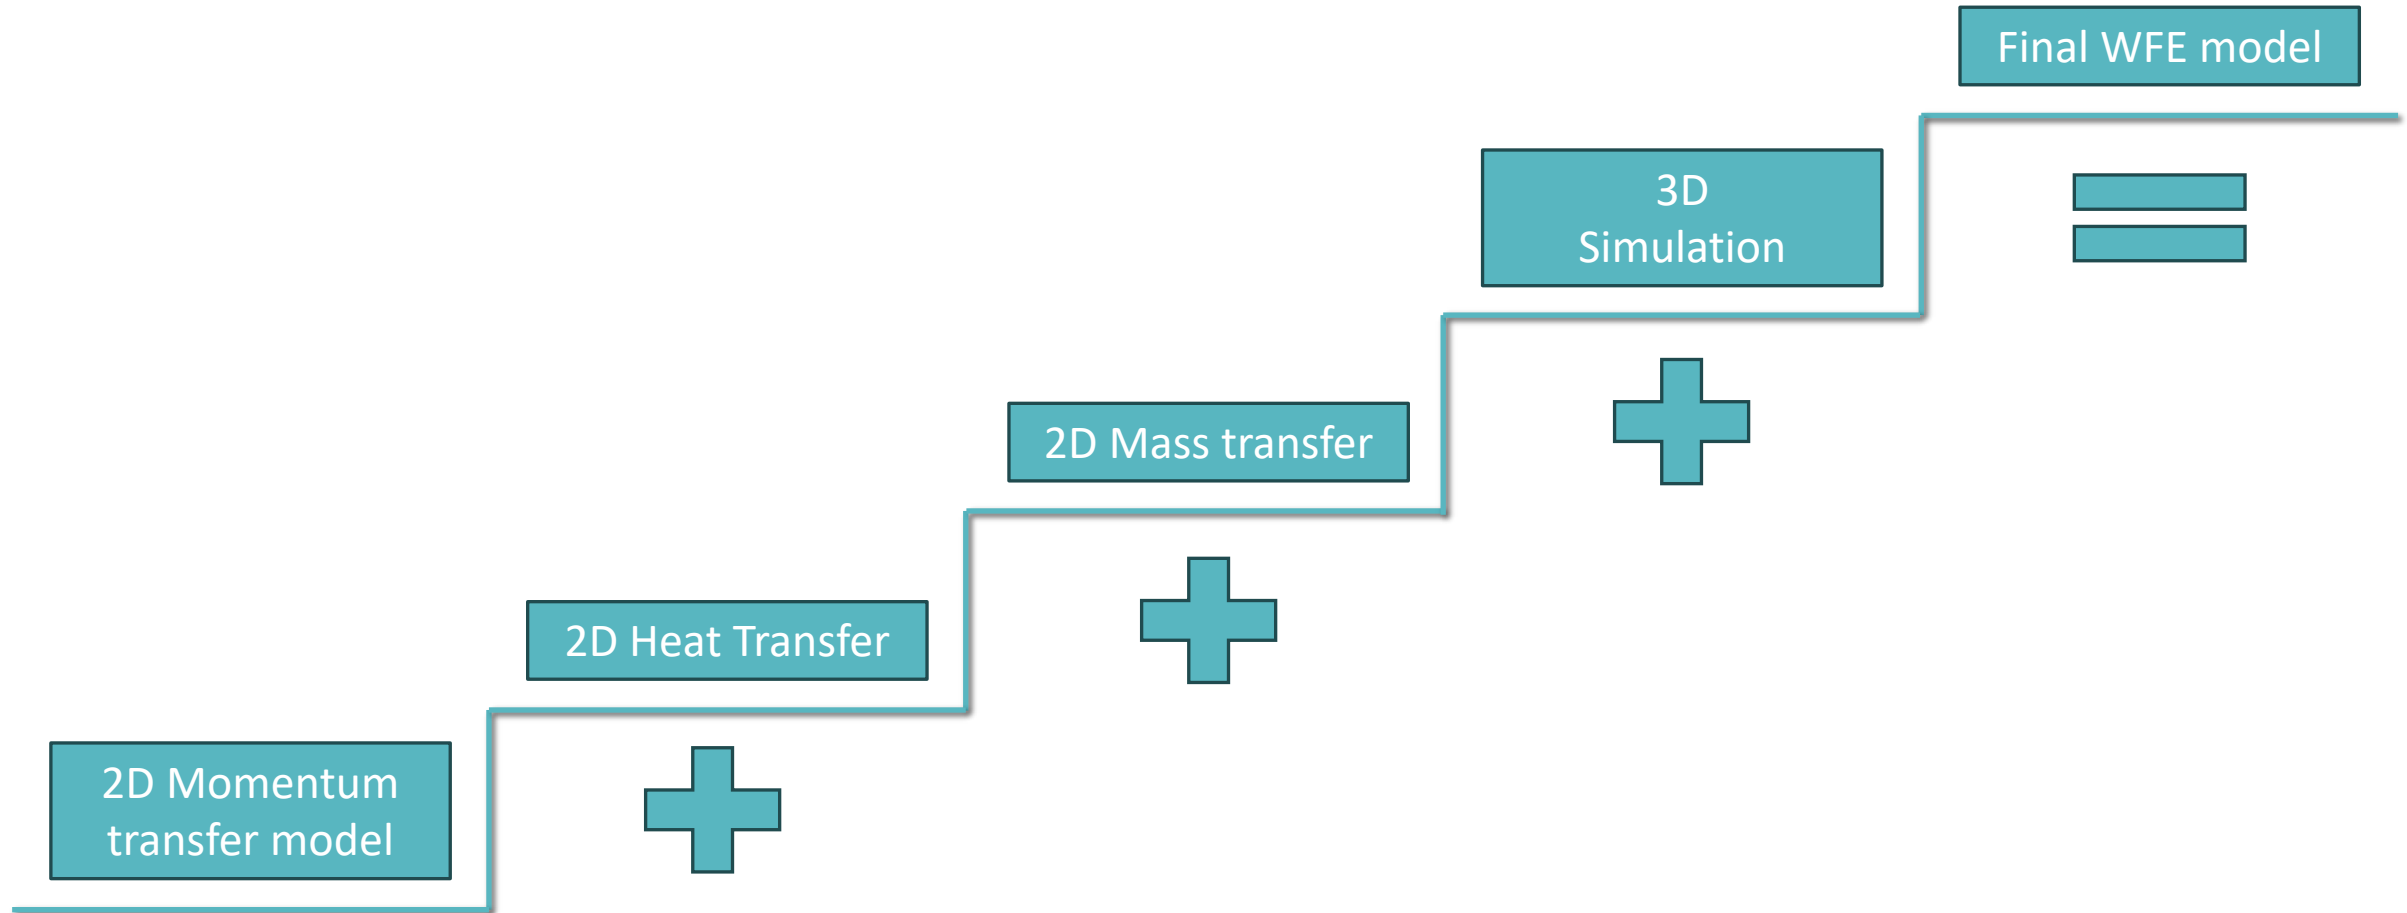 Final WFE model
3D
Simulation
2D Mass transfer
2D Heat Transfer
2D Momentum
transfer model